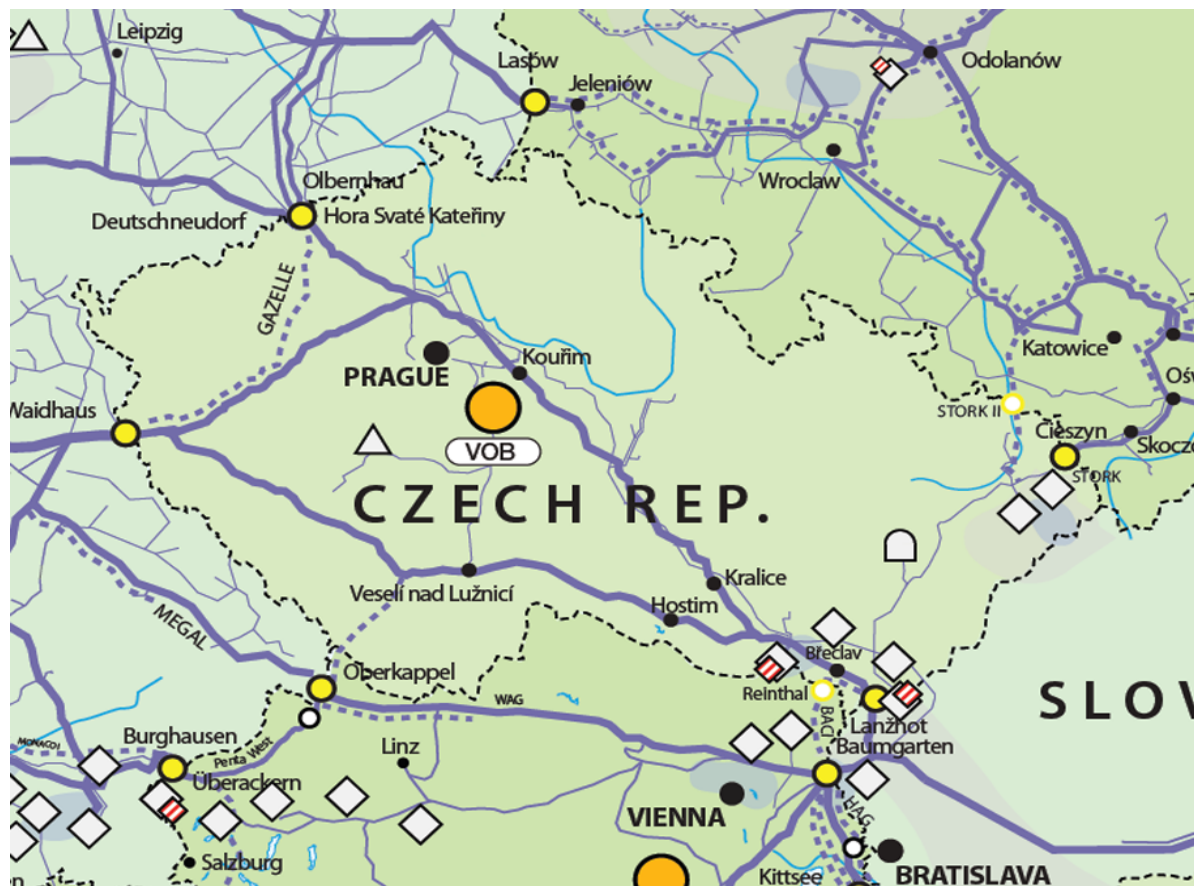 Leipzig
Lasów
Jeleniów
Odolanów
Wroclaw
Olbernhau
Deutschneudorf
Hora Svaté Kateřiny
GAZELLE
Katowice
Kouřim
PRAGUE
VOB
Waidhaus
STORK II
Cieszyn
STORK
CZECH REP.
Veselí nad Lužnicí
Kralice
Hostim
MEGAL
Oberkappel
WAG
Břeclav
Reinthal
BACI
Lanžhot
Baumgarten
SLOV
Burghausen
MONACO I
Penta West
Überackern
Linz
VIENNA
HAG
Salzburg
Kittsee
BRATISLAVA